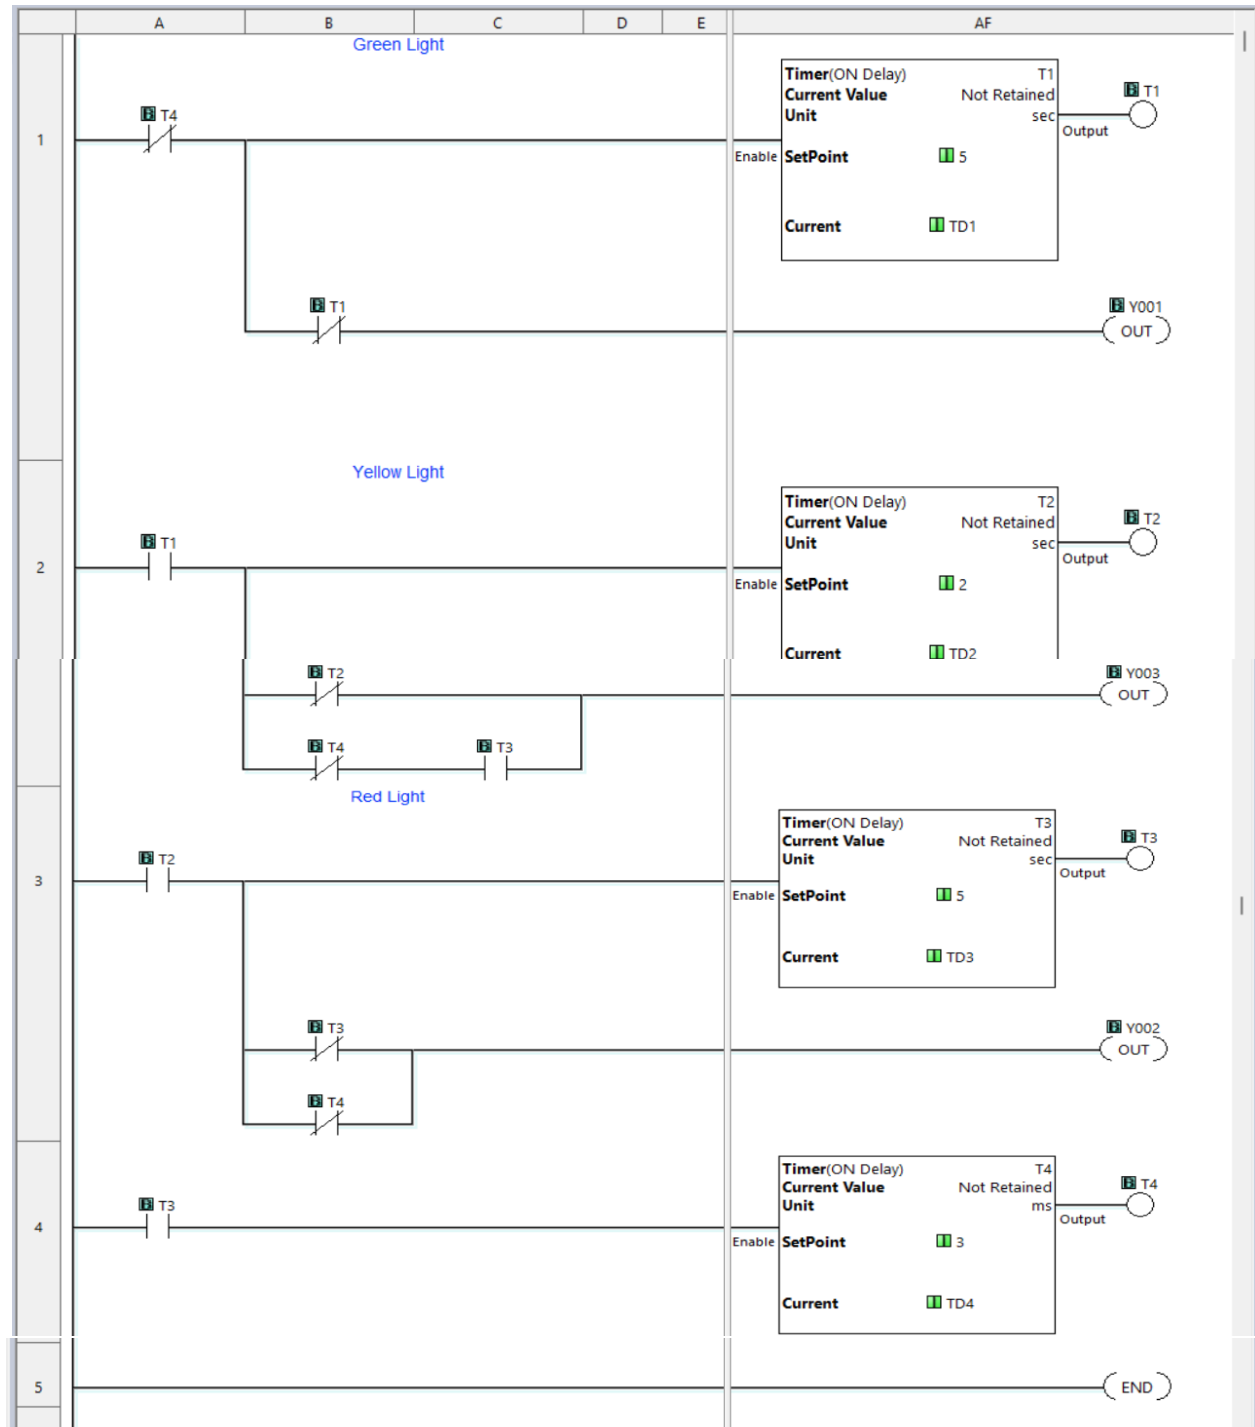 A B C D E AF
Green Light
Timer(ON Delay) T1
T1
Current Value Not Retained
T4
Unit sec
Output
1
Enable SetPoint 5
Current TD1
T1 Y001
OUT
Yellow Light
Timer(ON Delay) T2
T2
Current Value Not Retained
T1
Unit sec
Output
2
Enable SetPoint 2
Current TD2
T2 Y003
OUT
T4 T3
Red Light
Timer(ON Delay) T3
T3
Current Value Not Retained
T2
Unit sec
Output
3
Enable SetPoint 5
Current TD3
T3 Y002
OUT
T4
Timer(ON Delay) T4
T4
Current Value Not Retained
T3
Unit ms
Output
4
Enable SetPoint 3
Current TD4
5
END